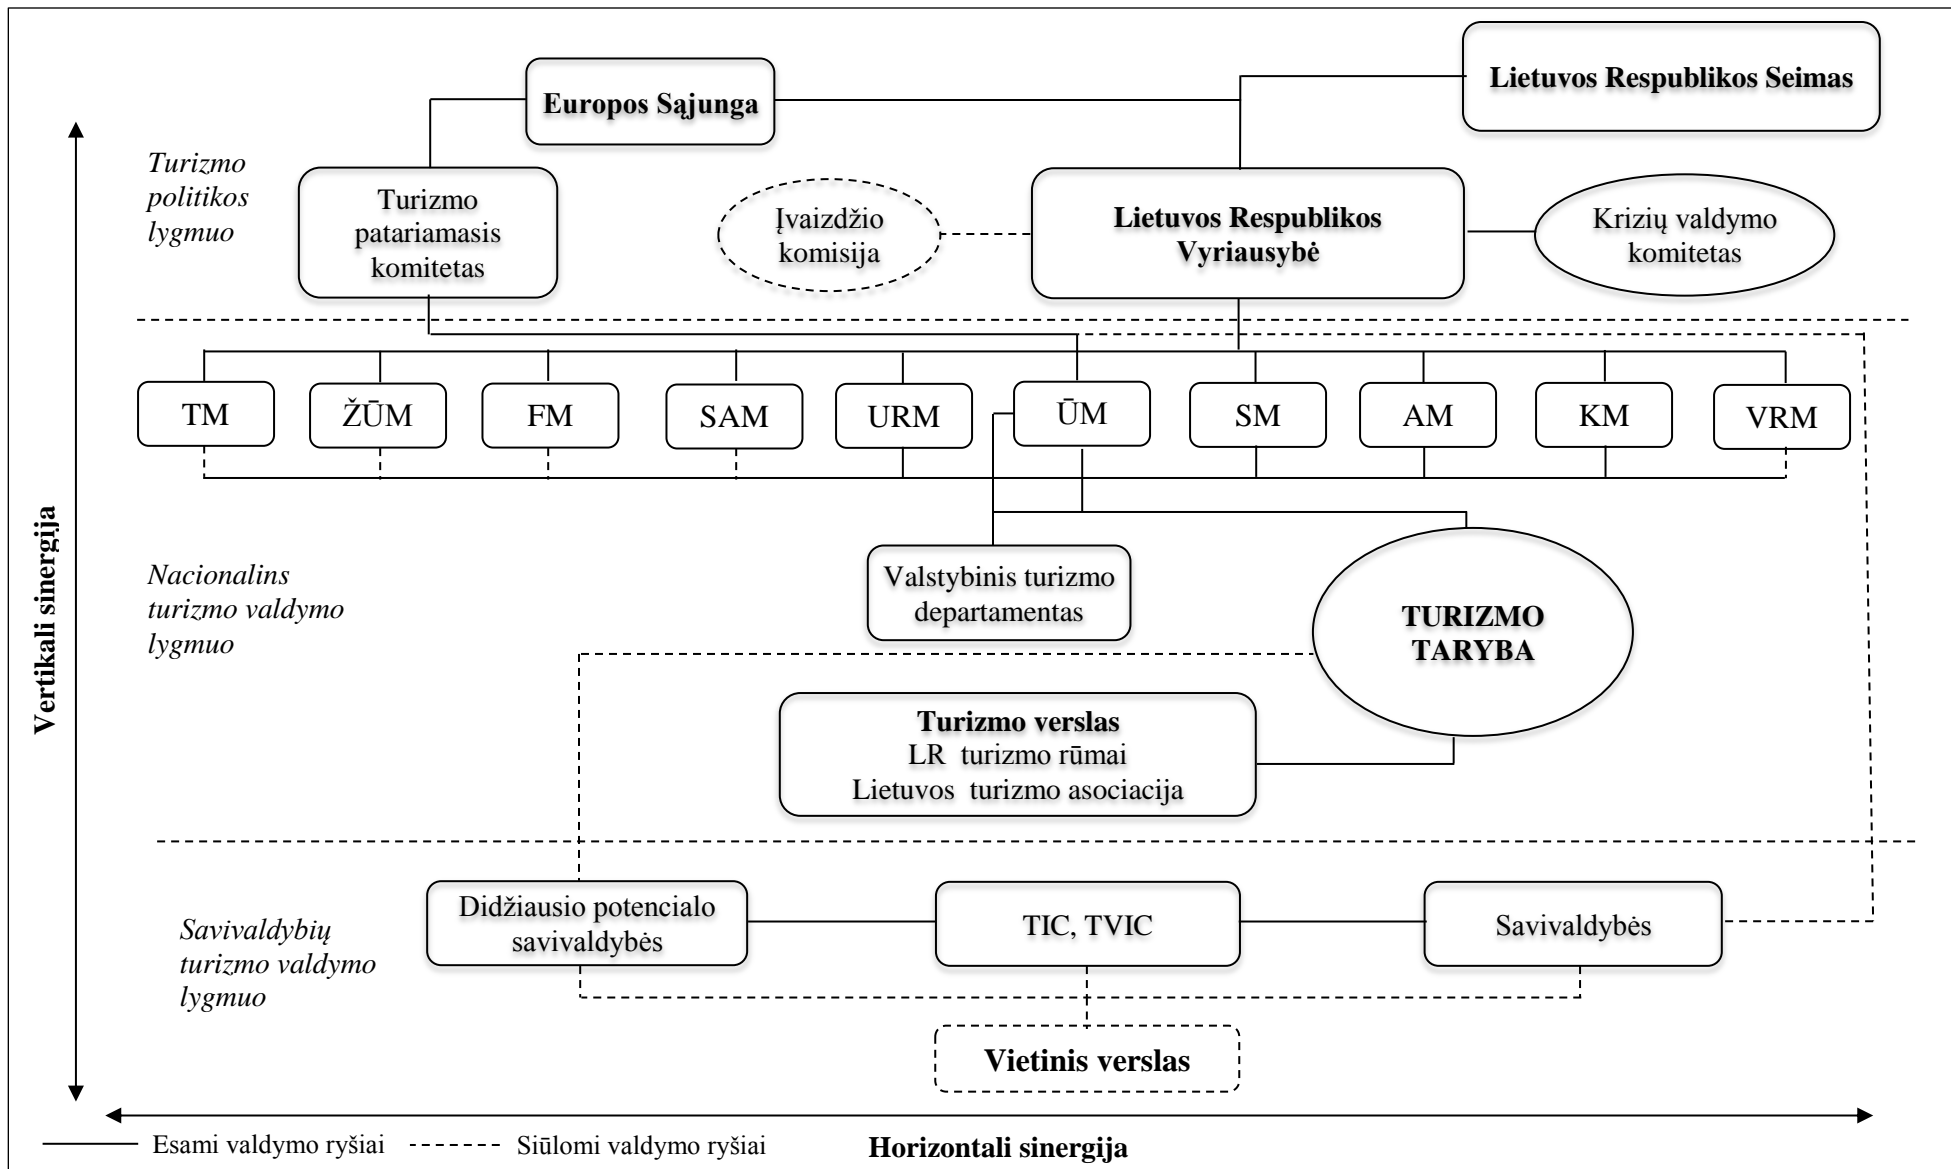 Europos Sąjunga
Lietuvos Respublikos Seimas
Turizmo
politikos
lygmuo
Turizmo
patariamasis
komitetas
Įvaizdžio
komisija
Lietuvos Respublikos
Vyriausybė
Krizių valdymo
komitetas
TM
ŽŪM
FM
SAM
URM
ŪM
SM
AM
KM
VRM
Vertikali sinergija
Nacionalins
turizmo valdymo
lygmuo
Valstybinis turizmo
departamentas
TURIZMO
TARYBA
Turizmo verslas
LR turizmo rūmai
Lietuvos turizmo asociacija
Savivaldybių
turizmo valdymo
lygmuo
Didžiausio potencialo
savivaldybės
TIC, TVIC
Savivaldybės
Vietinis verslas
Esami valdymo ryšiai
Siūlomi valdymo ryšiai
Horizontali sinergija